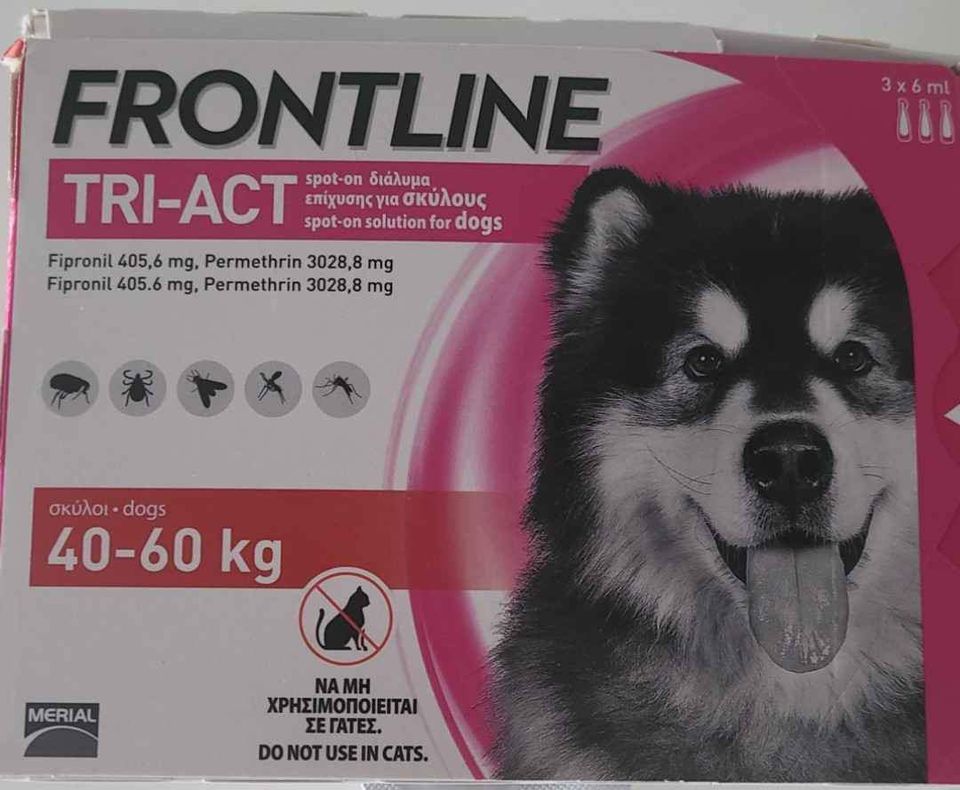 FRONTLINE
3 x 6 ml
TRI-ACT
spot-on διάλυμα
επίχυσης για σκύλους
spot-on solution for dogs
Fipronil 405,6 mg, Permethrin 3028,8 mg
Fipronil 405.6 mg, Permethrin 3028,8 mg
σκύλοι • dogs
40-60 kg
ΝΑ ΜΗ
ΧΡΗΣΙΜΟΠΟΙΕΙΤΑΙ
ΣΕ ΓΑΤΕΣ.
DO NOT USE IN CATS.
MERIAL